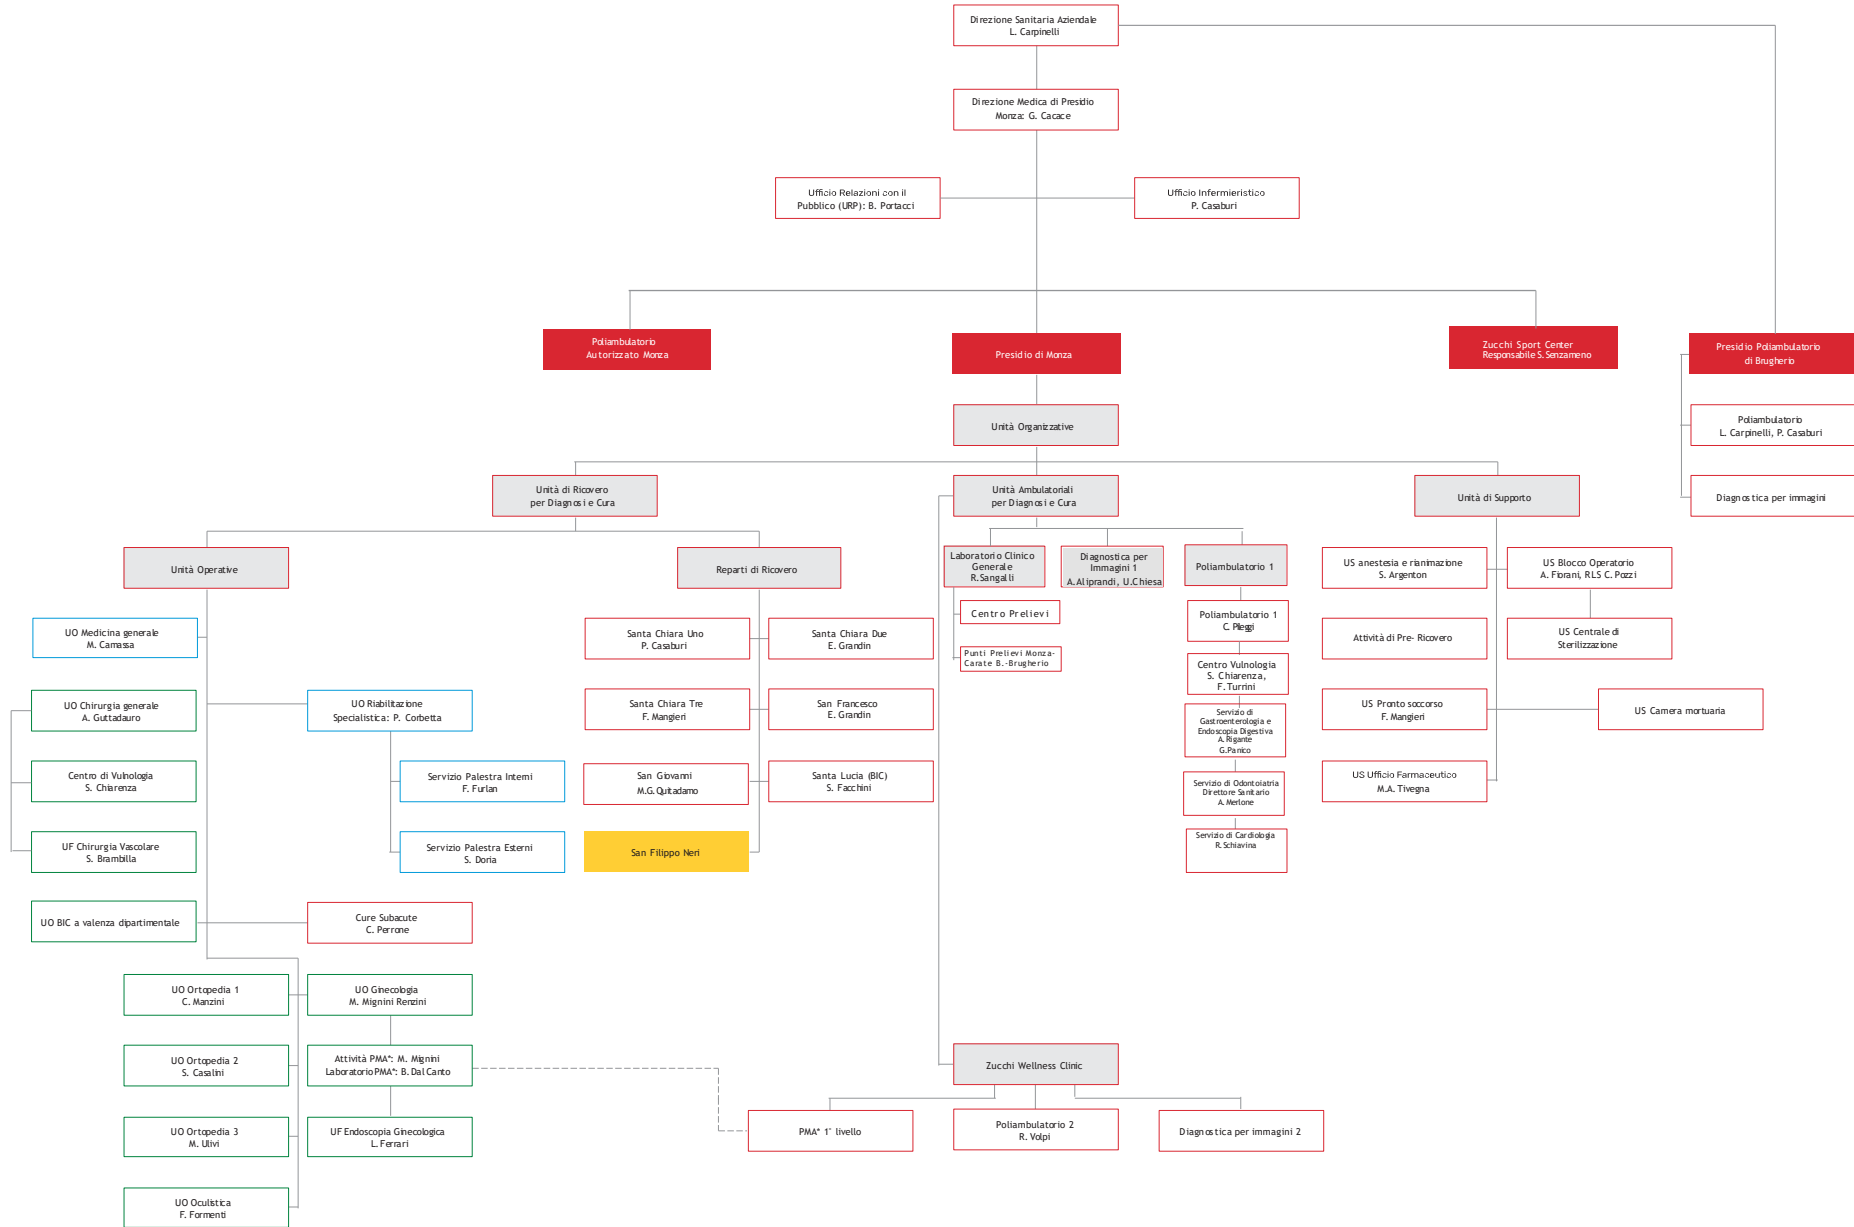 Direzione Sanitaria Aziendale
L. Carpinelli
Direzione Medica di Presidio
Monza: G. Cacace
Ufficio Relazioni con il
Pubblico (URP): B. Portacci
Ufficio Infermieristico
P. Casaburi
Poliambulatorio
Autorizzato Monza
Presidio di Monza
Zucchi Sport Center
Responsabile S. Senzameno
Presidio Poliambulatorio
di Brugherio
Poliambulatorio
L. Carpinelli, P. Casaburi
Diagnostica per immagini
Unità Organizzative
Unità di Ricovero
per Diagnosi e Cura
Unità Ambulatoriali
per Diagnosi e Cura
Unità di Supporto
Unità Operative
Reparti di Ricovero
Laboratorio Clinico
Generale
R.Sangalli
Diagnostica per
Immagini 1
A.Aliprandi, U.Chiesa
Poliambulatorio 1
US anestesia e rianimazione
S. Argenton
US Blocco Operatorio
A. Fiorani, RLS C. Pozzi
Centro Prelievi
Punti Prelievi Monza-
Carate B.-Brugherio
Poliambulatorio 1
C. Pileggi
Attività di Pre- Ricovero
US Centrale di
Sterilizzazione
UO Medicina generale
M. Camassa
Santa Chiara Uno
P. Casaburi
Santa Chiara Due
E. Grandin
Centro Vulnologia
S. Chiarenza,
F. Turrini
UO Chirurgia generale
A. Guttadauro
UO Riabilitazione
Specialistica: P. Corbetta
Santa Chiara Tre
F. Mangieri
San Francesco
E. Grandin
Servizio di
Gastroenterologia e
Endoscopia Digestiva
A. Rigante
G.Panico
US Pronto soccorso
F. Mangieri
US Camera mortuaria
Centro di Vulnologia
S. Chiarenza
Servizio Palestra Interni
F. Furlan
San Giovanni
M.G.Quitadamo
Santa Lucia (BIC)
S. Facchini
Servizio di Odontoiatria
Direttore Sanitario
A. Merlone
US Ufficio Farmaceutico
M.A. Tivegna
UF Chirurgia Vascolare
S. Brambilla
Servizio Palestra Esterni
S. Doria
San Filippo Neri
Servizio di Cardiologia
R.Schiavina
UO BIC a valenza dipartimentale
Cure Subacute
C. Perrone
UO Ortopedia 1
C. Manzini
UO Ginecologia
M. Mignini Renzini
UO Ortopedia 2
S. Casalini
Attività PMA*: M. Mignini
Laboratorio PMA*: B. Dal Canto
Zucchi Wellness Clinic
UO Ortopedia 3
M. Ulivi
UF Endoscopia Ginecologica
L. Ferrari
PMA* 1° livello
Poliambulatorio 2
R. Volpi
Diagnostica per immagini 2
UO Oculistica
F. Formenti